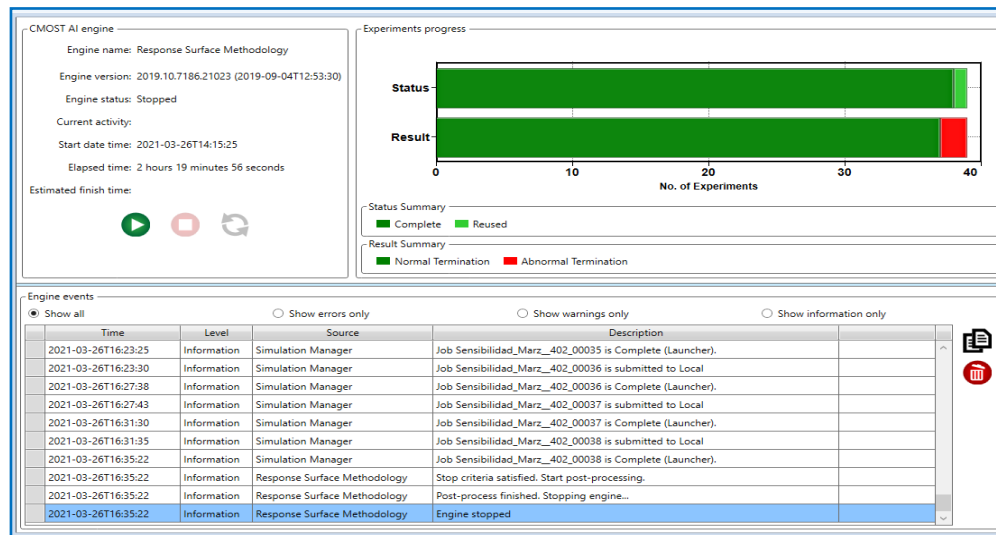 CMOST AI engine
Engine name: Response Surface Methodology
Engine version: 2019.10.7186.21023 (2019-09-04T12:53:30)
Engine status: Stopped
Current activity:
Start date time: 2021-03-26T14:15:25
Elapsed time: 2 hours 19 minutes 56 seconds
Estimated finish time:
Experiments progress
Status
Result
0 10 20 30 40
No. of Experiments
Status Summary
Complete Reused
Result Summary
Normal Termination Abnormal Termination
Engine events
Show all Show errors only Show warnings only Show information only
Time Level Source Description
2021-03-26T16:23:25 Information Simulation Manager Job Sensibilidad_Marz__402_00035 is Complete (Launcher).
2021-03-26T16:23:30 Information Simulation Manager Job Sensibilidad_Marz__402_00036 is submitted to Local
2021-03-26T16:27:38 Information Simulation Manager Job Sensibilidad_Marz__402_00036 is Complete (Launcher).
2021-03-26T16:27:43 Information Simulation Manager Job Sensibilidad_Marz__402_00037 is submitted to Local
2021-03-26T16:31:30 Information Simulation Manager Job Sensibilidad_Marz__402_00037 is Complete (Launcher).
2021-03-26T16:31:35 Information Simulation Manager Job Sensibilidad_Marz__402_00038 is submitted to Local
2021-03-26T16:35:22 Information Simulation Manager Job Sensibilidad_Marz__402_00038 is Complete (Launcher).
2021-03-26T16:35:22 Information Response Surface Methodology Stop criteria satisfied. Start post-processing.
2021-03-26T16:35:22 Information Response Surface Methodology Post-process finished. Stopping engine...
2021-03-26T16:35:22 Information Response Surface Methodology Engine stopped